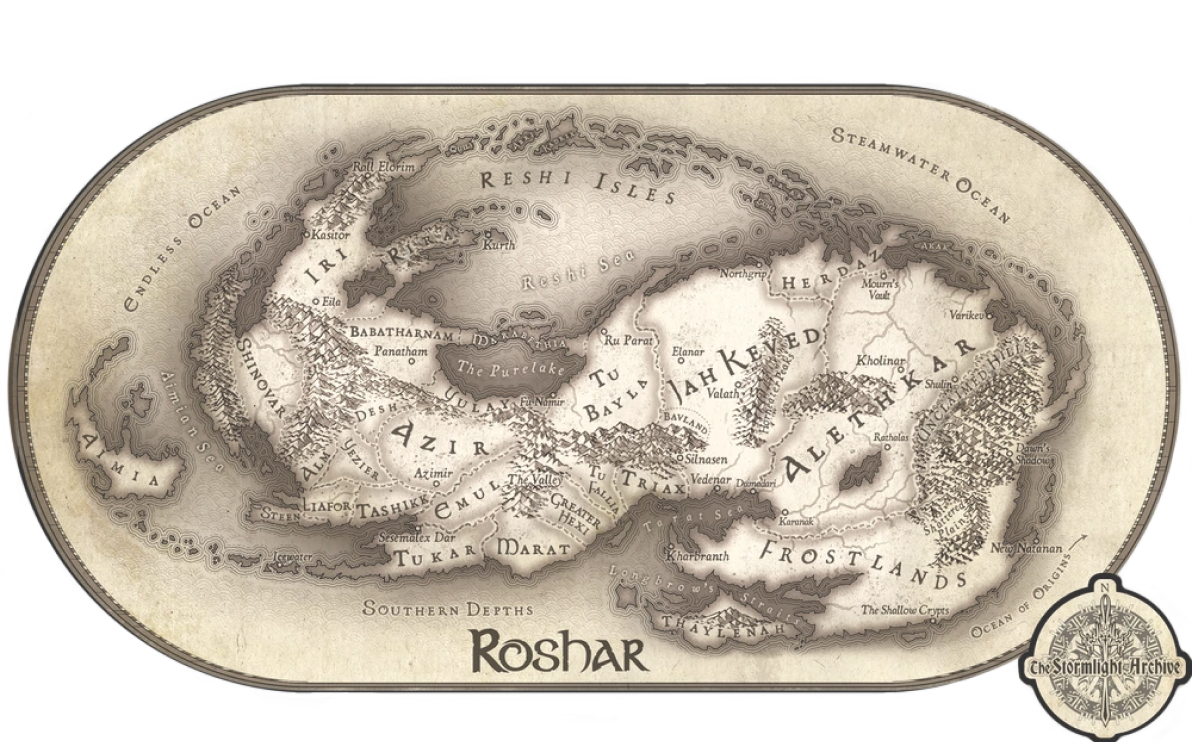 STEAMWATER OCEAN
ENDLESS OCEAN
RESHI ISLES
Rall Elorim
Kasitor
IRI
RIRA
Kurth
Reshi Sea
Northgrip
HERDAZ
AKAK
Mourn's
Vault
Varikev
Eila
BABATHARNAM
MARABETHIA
Panatham
The Purelake
Ru Parat
Elanar
JAH KEVED
Kholinar
ALETHKAR
Shulin
UNCLAIMED HILLS
SHINOVAR
DESH
YULAY
Fu Namir
TU
BAYLA
Valath
BAVLAND
Rathalas
Aimian Sea
AIMIA
AZIR
YEZIER
ALM
Azimir
Silnasen
Dawn's
Shadow
The Valley
TU
FALLIA
TRIAX
Vedenar
Dumadari
STEEN
LIAFOR
TASHIKK
EMUL
GREATER
HEXI
Tarat Sea
Karanak
Shattered
Plains
Sesemalex Dar
Icewater
TUKAR
MARAT
Kharbranth
FROSTLANDS
New Natanan
Longbrow's Straits
SOUTHERN DEPTHS
The Shallow Crypts
THAYLENAH
OCEAN OF ORIGINS
ROSHAR
N
The Stormlight Archive